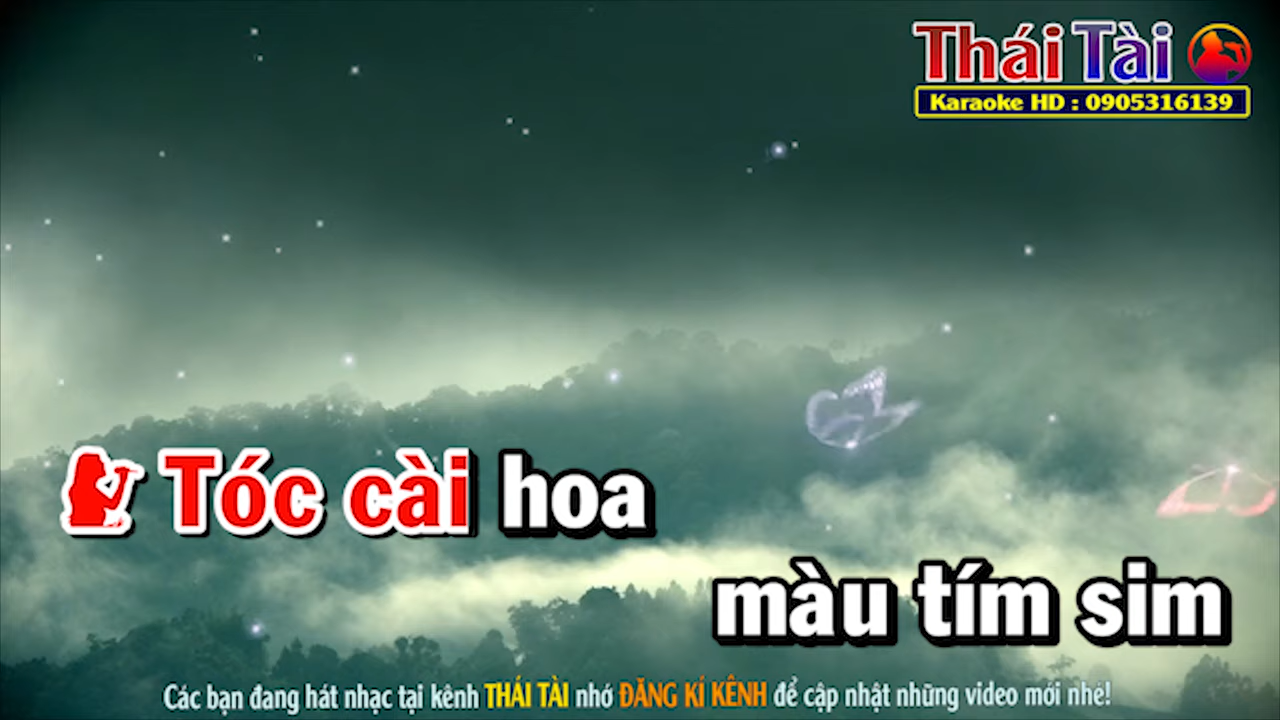 Thái Tài
Karaoke HD : 0905316139
Tóc cài hoa
màu tím sim
Các bạn đang hát nhạc tại kênh THÁI TÀI nhớ ĐĂNG KÍ KÊNH để cập nhật những video mới nhé!